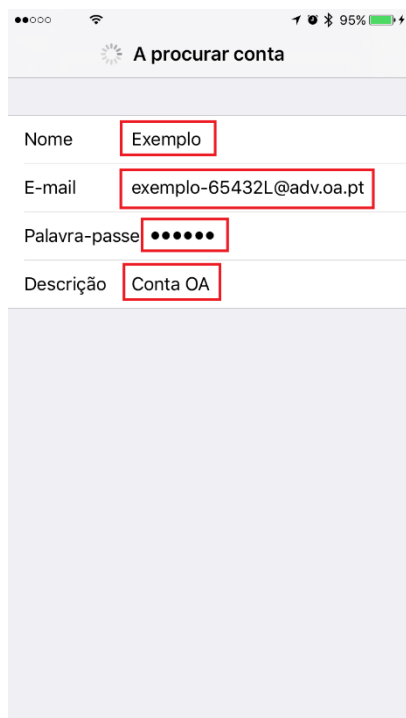 95%
A procurar conta
Nome Exemplo
E-mail exemplo-65432L@adv.oa.pt
Palavra-passe ●●●●●●
Descrição Conta OA